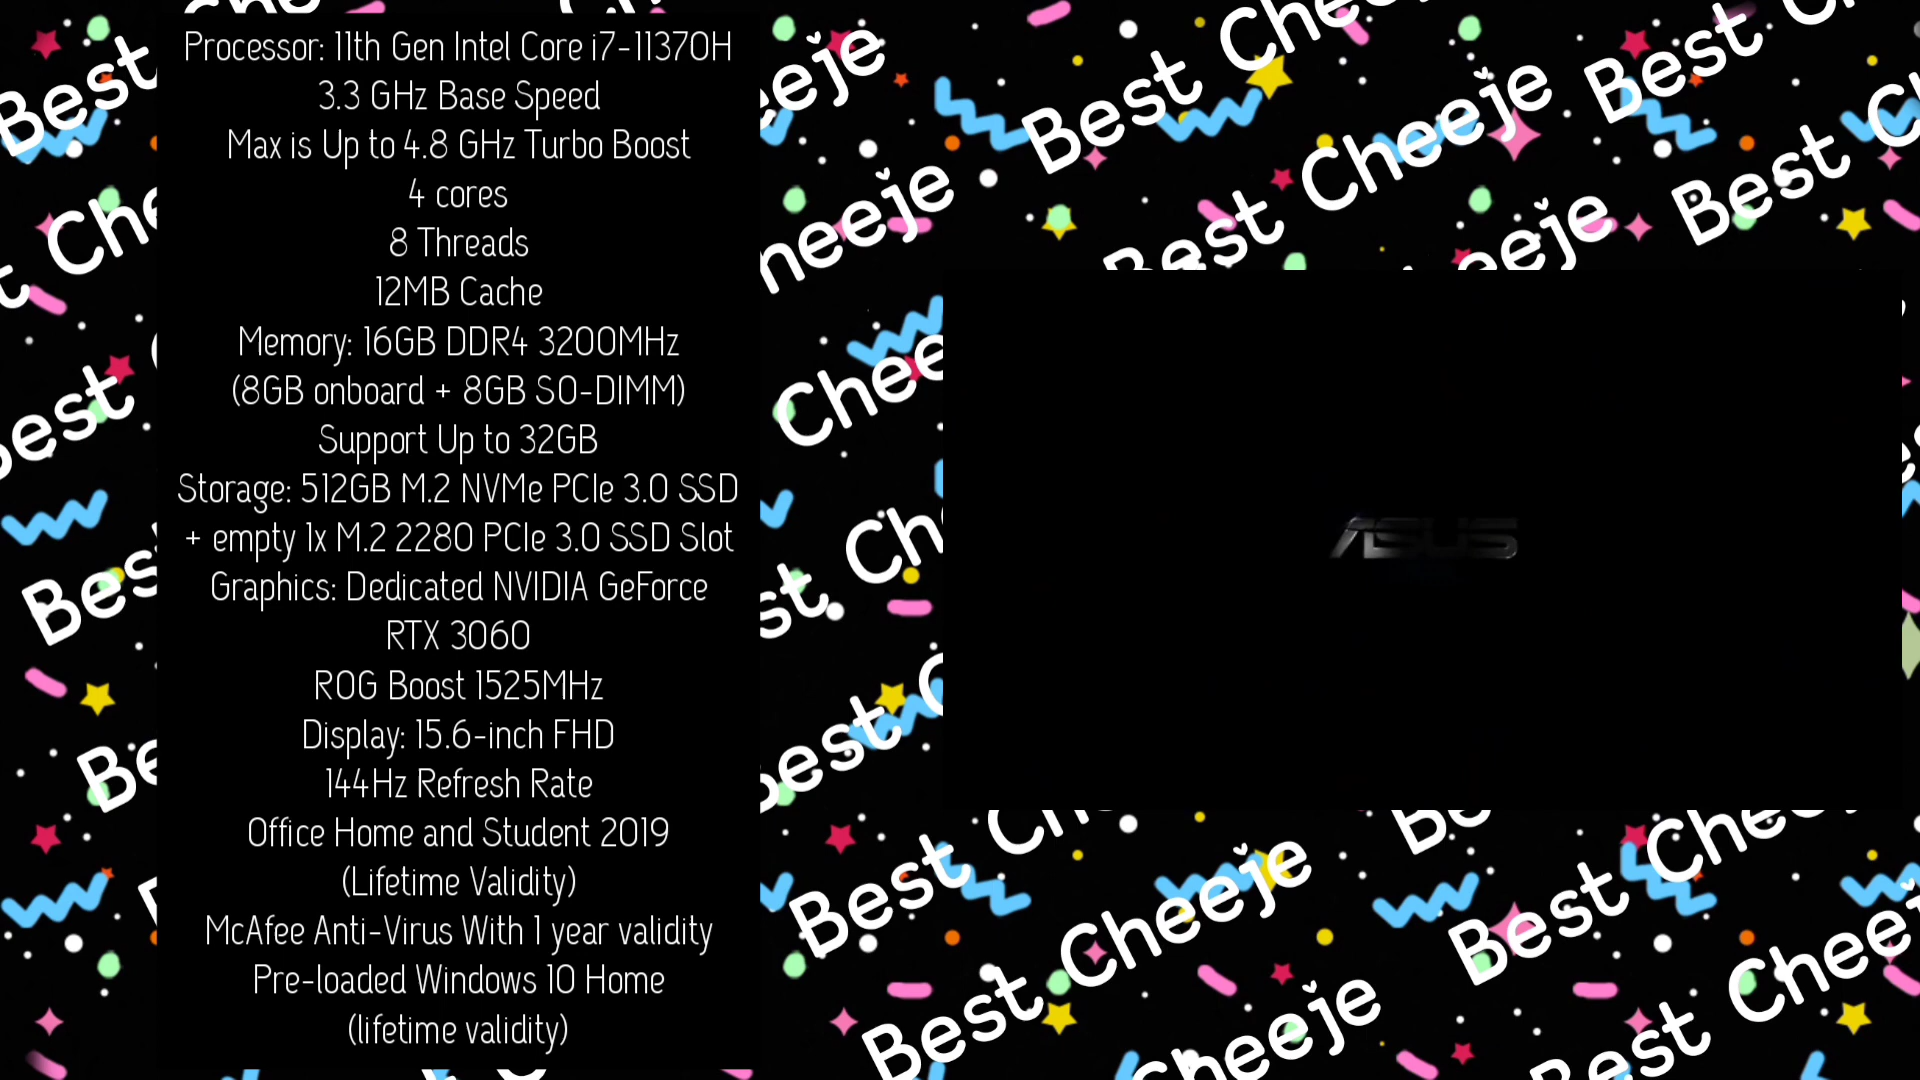 Processor: 11th Gen Intel Core i7-11370H
3.3 GHz Base Speed
Max is Up to 4.8 GHz Turbo Boost
4 cores
8 Threads
12MB Cache
Memory: 16GB DDR4 3200MHz
(8GB onboard + 8GB SO-DIMM)
Support Up to 32GB
Storage: 512GB M.2 NVMe PCIe 3.0 SSD
+ empty 1x M.2 2280 PCIe 3.0 SSD Slot
Graphics: Dedicated NVIDIA GeForce
RTX 3060
ROG Boost 1525MHz
Display: 15.6-inch FHD
144Hz Refresh Rate
Office Home and Student 2019
(Lifetime Validity)
McAfee Anti-Virus With 1 year validity
Pre-loaded Windows 10 Home
(lifetime validity)
ASUS
Best Cheeje
Best Cheeje
Best Cheeje
Best Cheeje